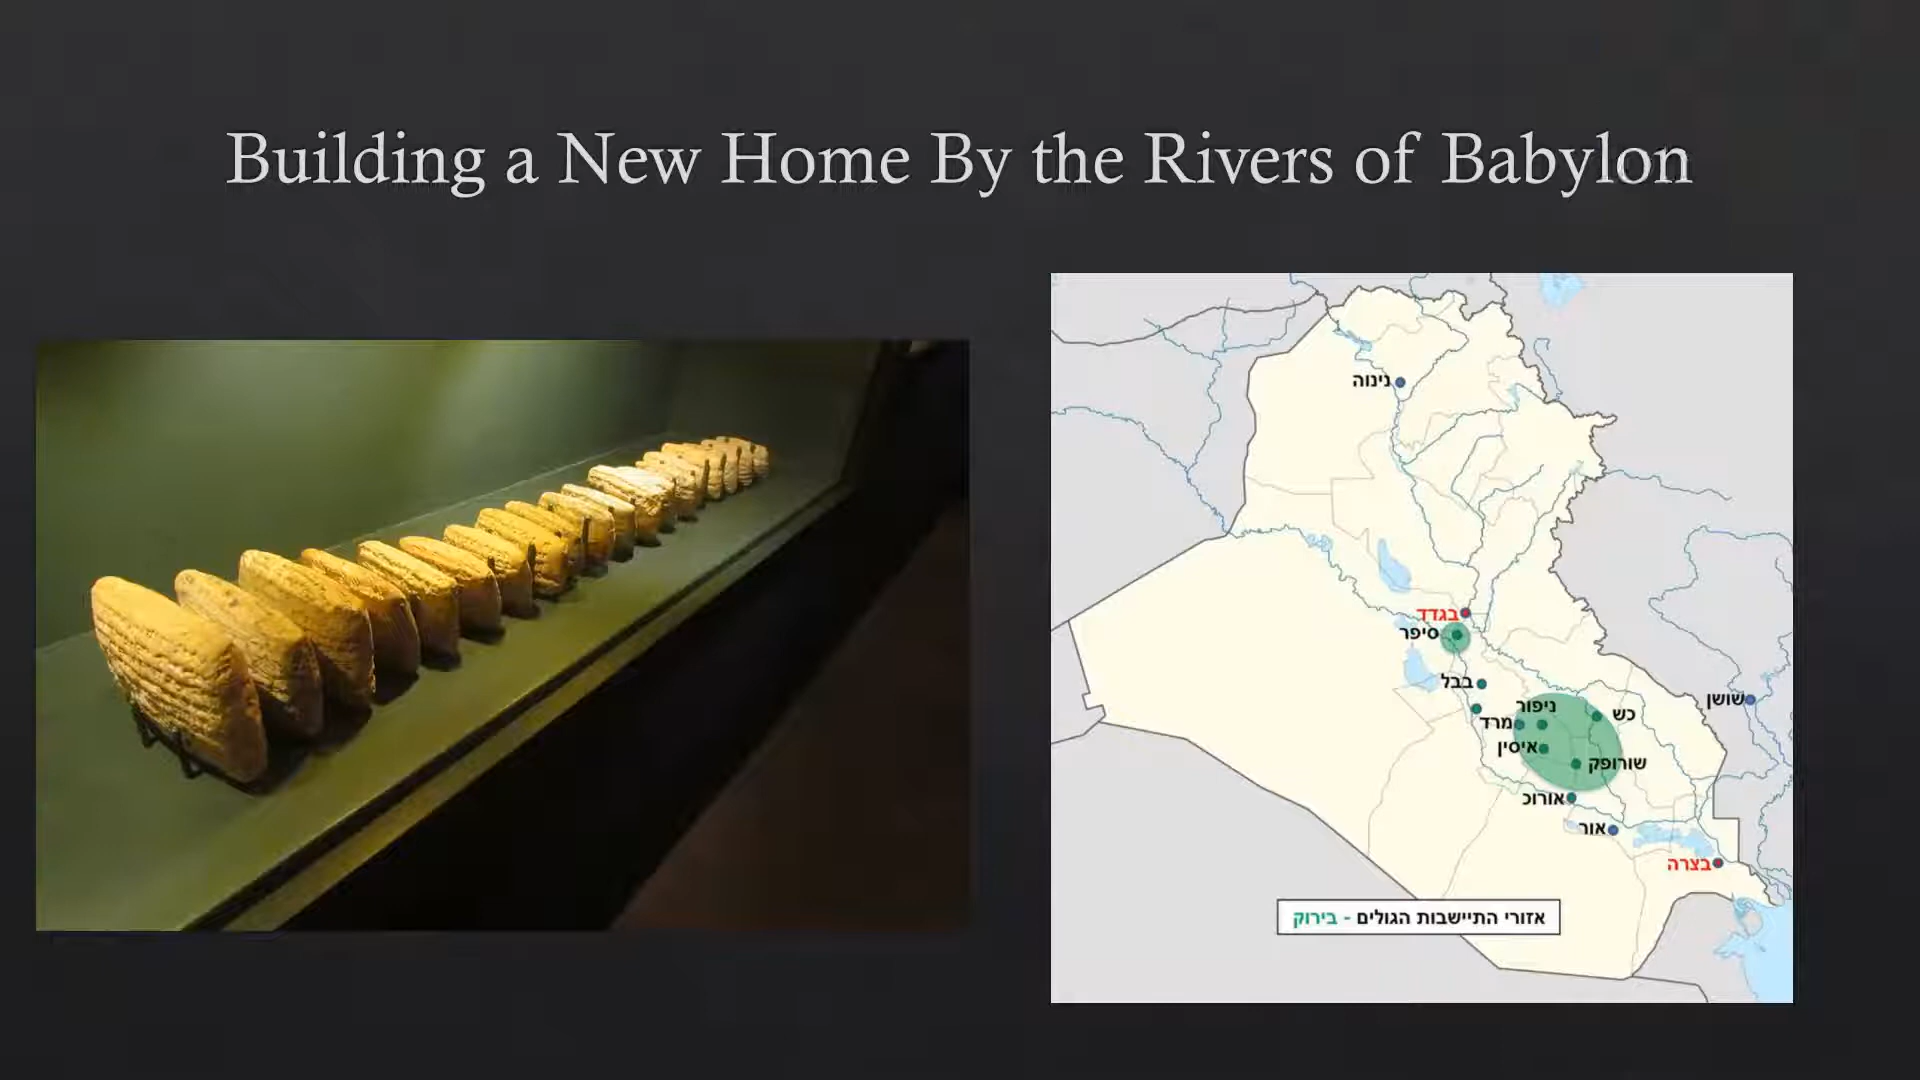 Building a New Home By the Rivers of Babylon
נינוה
בגדד
סיפר
בבל
שושן
ניפור
כש
מרד
איסין
שורופק
אורוכ
אור
בצרה
אזורי התיישבות הגולים - בירוק